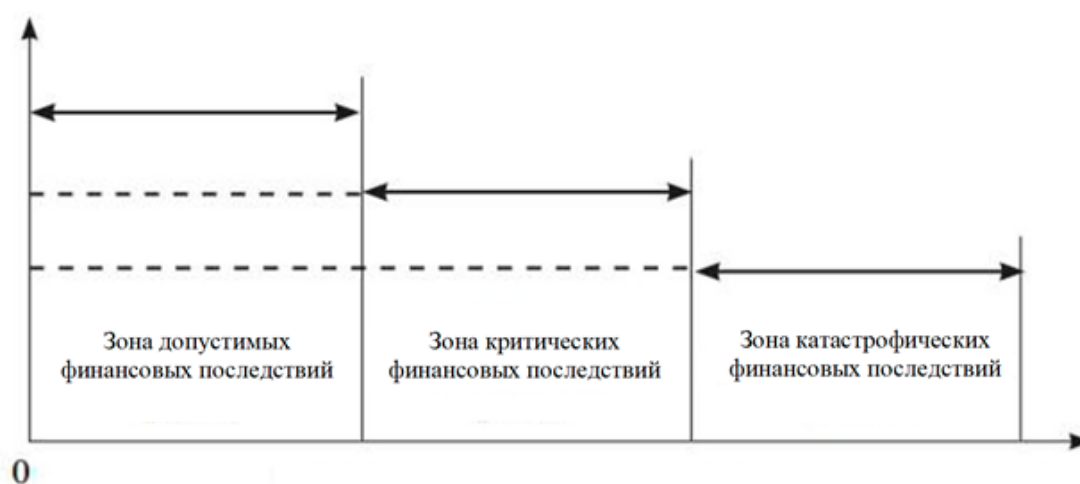 Зона допустимых
финансовых последствий
Зона критических
финансовых последствий
Зона катастрофических
финансовых последствий
0